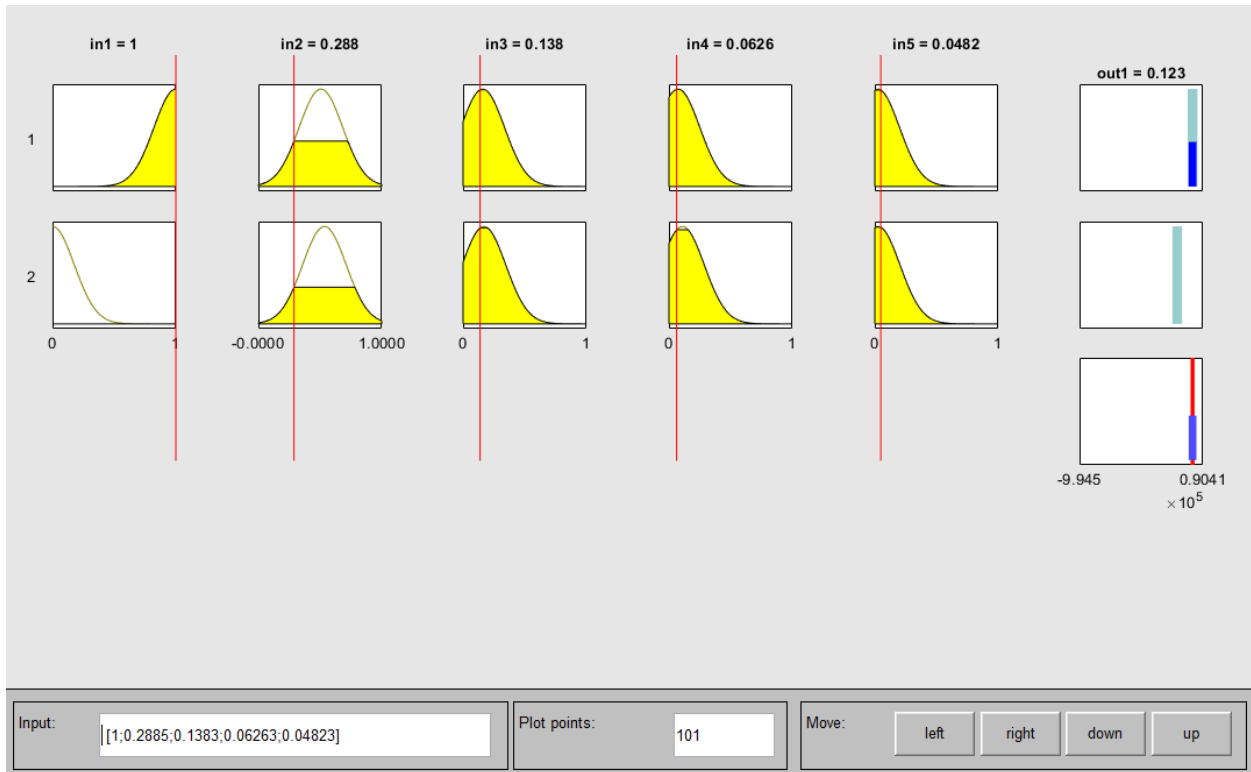 in1 = 1
in2 = 0.288
in3 = 0.138
in4 = 0.0626
in5 = 0.0482
out1 = 0.123
1
2
0
1
-0.0000
1.0000
0
1
0
1
0
1
-9.945
0.9041
×10⁵
Input:
[1;0.2885;0.1383;0.06263;0.04823]
Plot points:
101
Move:
left
right
down
up